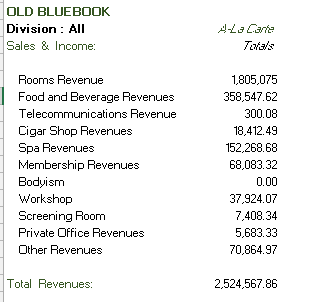 OLD BLUEBOOK
Division : All A-La Carte
Sales & Income: Totals
Rooms Revenue 1,805,075
Food and Beverage Revenues 358,547.62
Telecommunications Revenue 300.08
Cigar Shop Revenues 18,412.49
Spa Revenues 152,268.68
Membership Revenues 68,083.32
Bodyism 0.00
Workshop 37,924.07
Screening Room 7,408.34
Private Office Revenues 5,683.33
Other Revenues 70,864.97
Total Revenues: 2,524,567.86